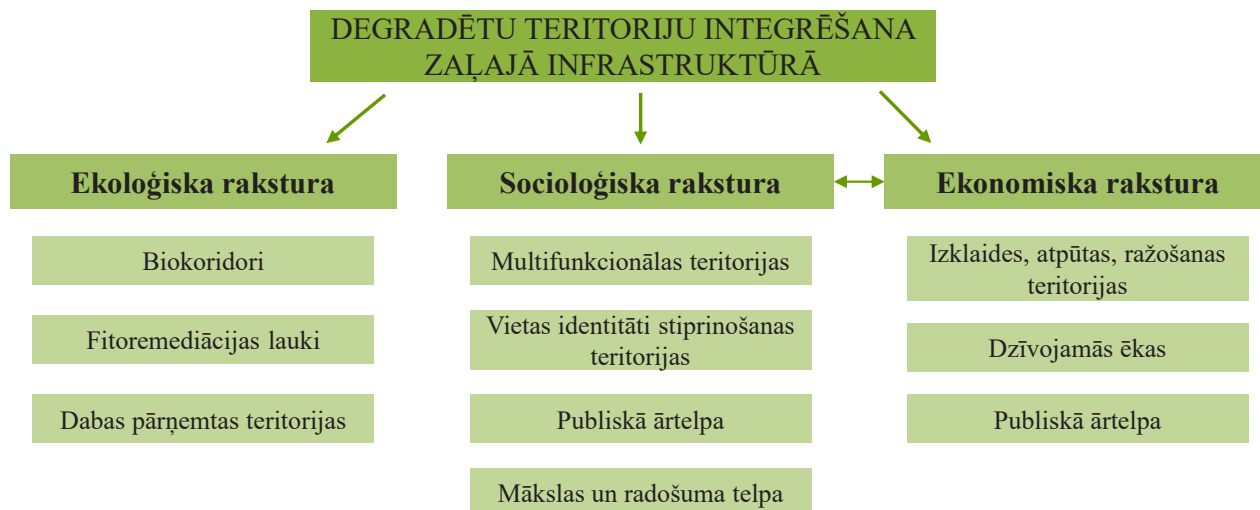 DEGRADĒTU TERITORIJU INTEGRĒŠANA
ZAĻAJĀ INFRASTRUKTŪRĀ
Ekoloģiska rakstura
Biokoridori
Fitoremediācijas lauki
Dabas pārņemtas teritorijas
Socioloģiska rakstura
Multifunkcionālas teritorijas
Vietas identitāti stiprinošanas
teritorijas
Publiskā ārtelpa
Mākslas un radošuma telpa
Ekonomiska rakstura
Izklaides, atpūtas, ražošanas
teritorijas
Dzīvojamās ēkas
Publiskā ārtelpa